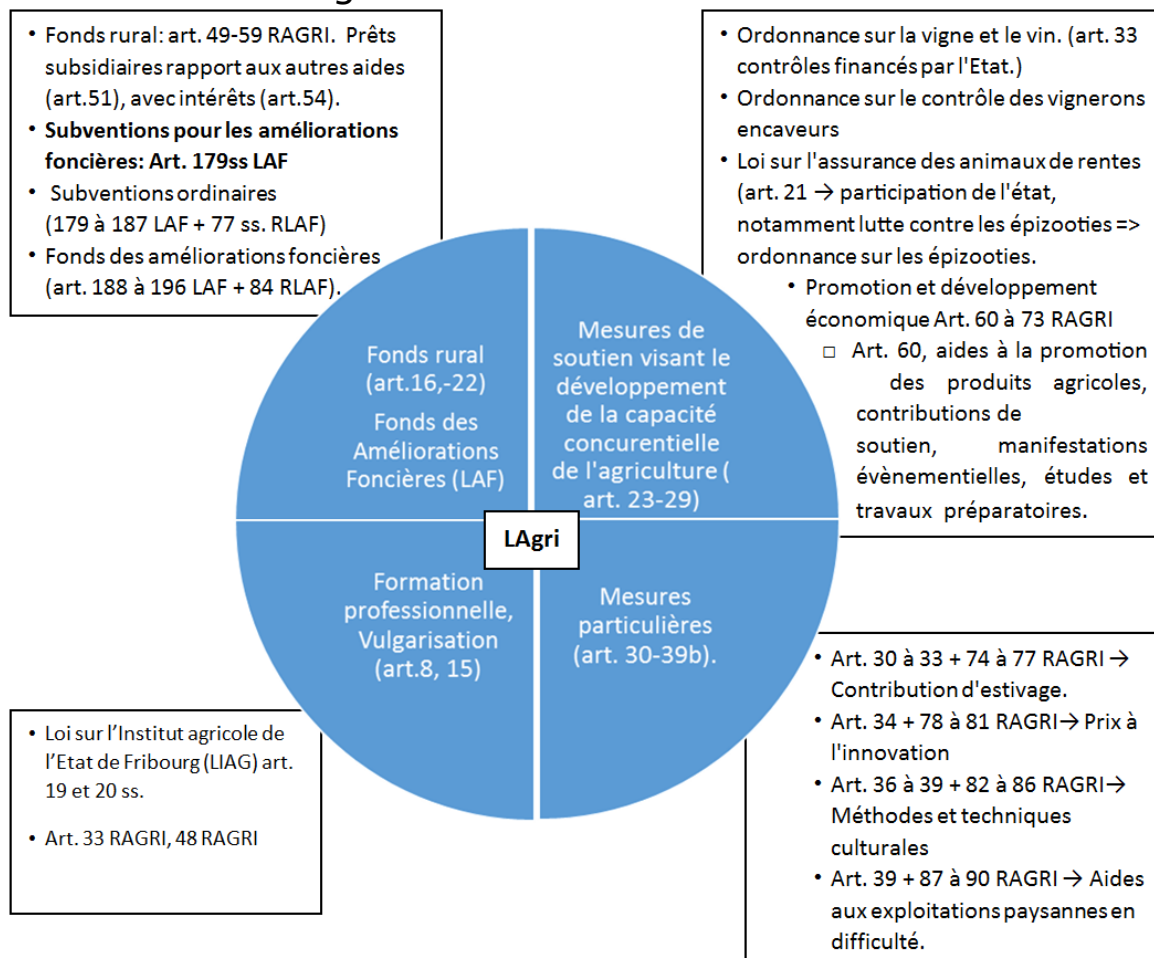 • Fonds rural: art. 49-59 RAGRI. Prêts
subsidiaires rapport aux autres aides
(art.51), avec intérêts (art.54).
• Subventions pour les améliorations
foncières: Art. 179ss LAF
• Subventions ordinaires
(179 à 187 LAF + 77 ss. RLAF)
• Fonds des améliorations foncières
(art. 188 à 196 LAF + 84 RLAF).
• Ordonnance sur la vigne et le vin. (art. 33
contrôles financés par l'Etat.)
• Ordonnance sur le contrôle des vignerons
encaveurs
• Loi sur l'assurance des animaux de rentes
(art. 21 → participation de l'état,
notamment lutte contre les épizooties =>
ordonnance sur les épizooties.
• Promotion et développement
économique Art. 60 à 73 RAGRI
□ Art. 60, aides à la promotion
des produits agricoles,
contributions de
soutien, manifestations
évènementielles, études et
travaux préparatoires.
Fonds rural
(art.16,-22)
Fonds des
Améliorations
Foncières (LAF)
Mesures de
soutien visant le
développement
de la capacité
concurentielle
de l'agriculture (
art. 23-29)
LAgri
Formation
professionnelle,
Vulgarisation
(art.8, 15)
Mesures
particulières
(art. 30-39b).
• Loi sur l'Institut agricole de
l'Etat de Fribourg (LIAG) art.
19 et 20 ss.
• Art. 33 RAGRI, 48 RAGRI
• Art. 30 à 33 + 74 à 77 RAGRI →
Contribution d'estivage.
• Art. 34 + 78 à 81 RAGRI→ Prix à
l'innovation
• Art. 36 à 39 + 82 à 86 RAGRI→
Méthodes et techniques
culturales
• Art. 39 + 87 à 90 RAGRI → Aides
aux exploitations paysannes en
difficulté.